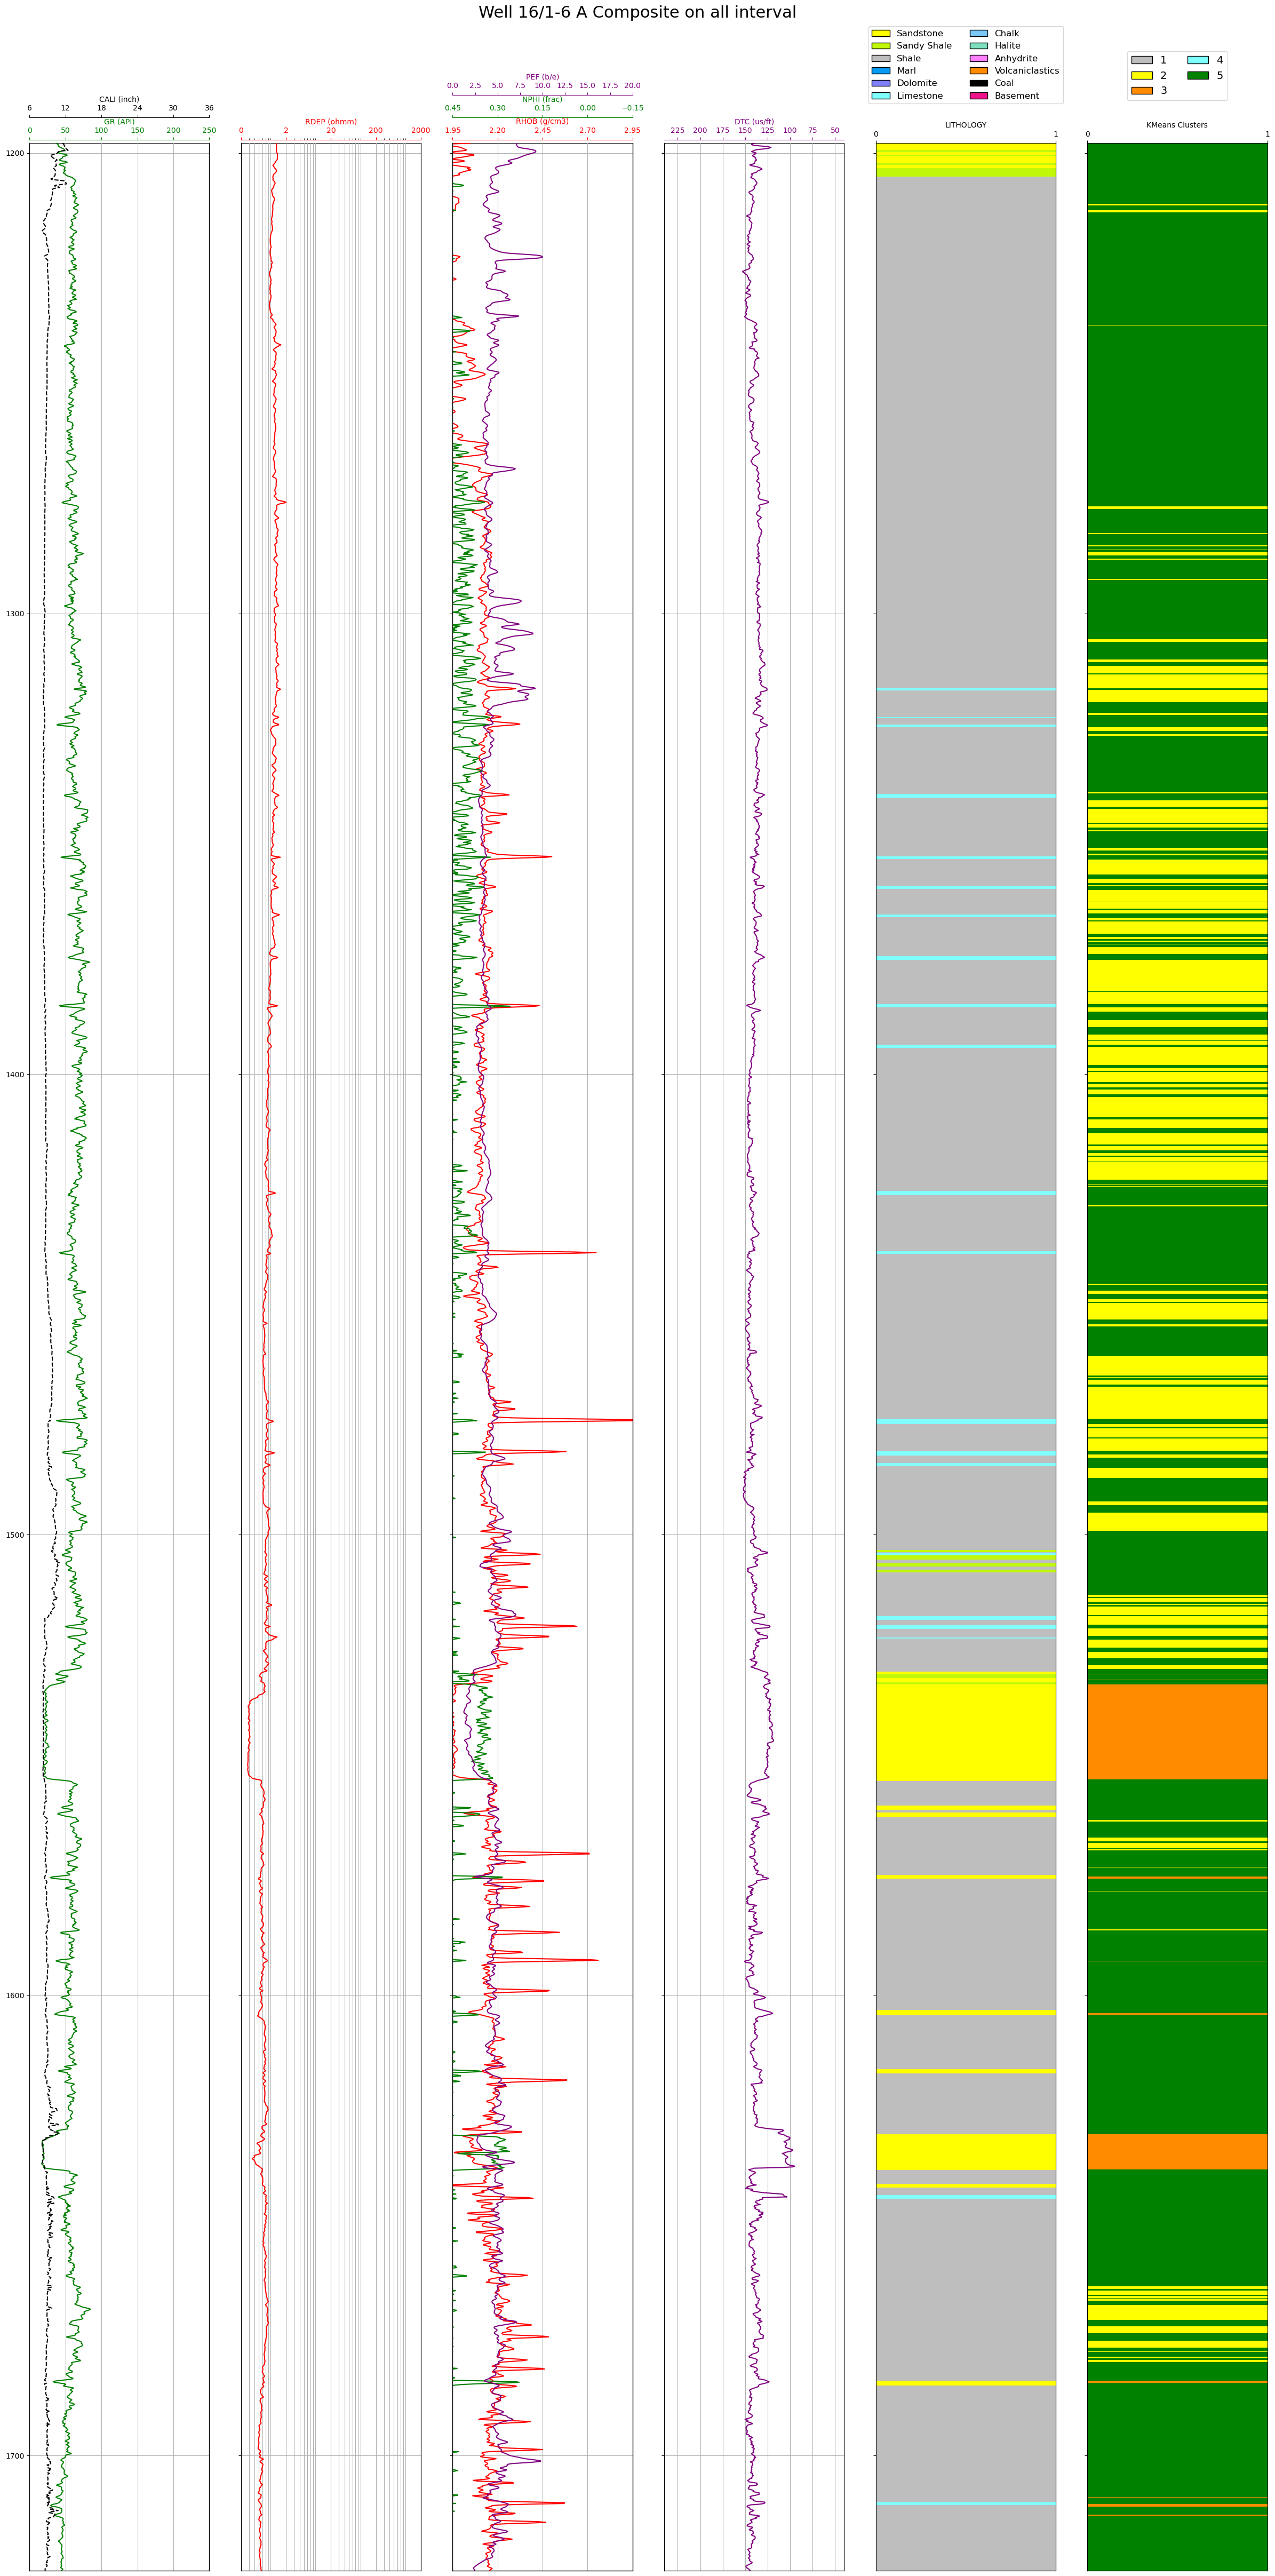 Well 16/1-6 A Composite on all interval
Sandstone Chalk
Sandy Shale Halite
Shale Anhydrite
Marl Volcaniclastics
Dolomite Coal
Limestone Basement
1 4
2 5
3
PEF (b/e)
0.0 2.5 5.0 7.5 10.0 12.5 15.0 17.5 20.0
CALI (inch)
6 12 18 24 30 36
NPHI (frac)
0.45 0.30 0.15 0.00 −0.15
GR (API)
0 50 100 150 200 250
RDEP (ohmm)
0 2 20 200 2000
RHOB (g/cm3)
1.95 2.20 2.45 2.70 2.95
DTC (us/ft)
225 200 175 150 125 100 75 50
LITHOLOGY
0 1
KMeans Clusters
0 1
1200
1300
1400
1500
1600
1700